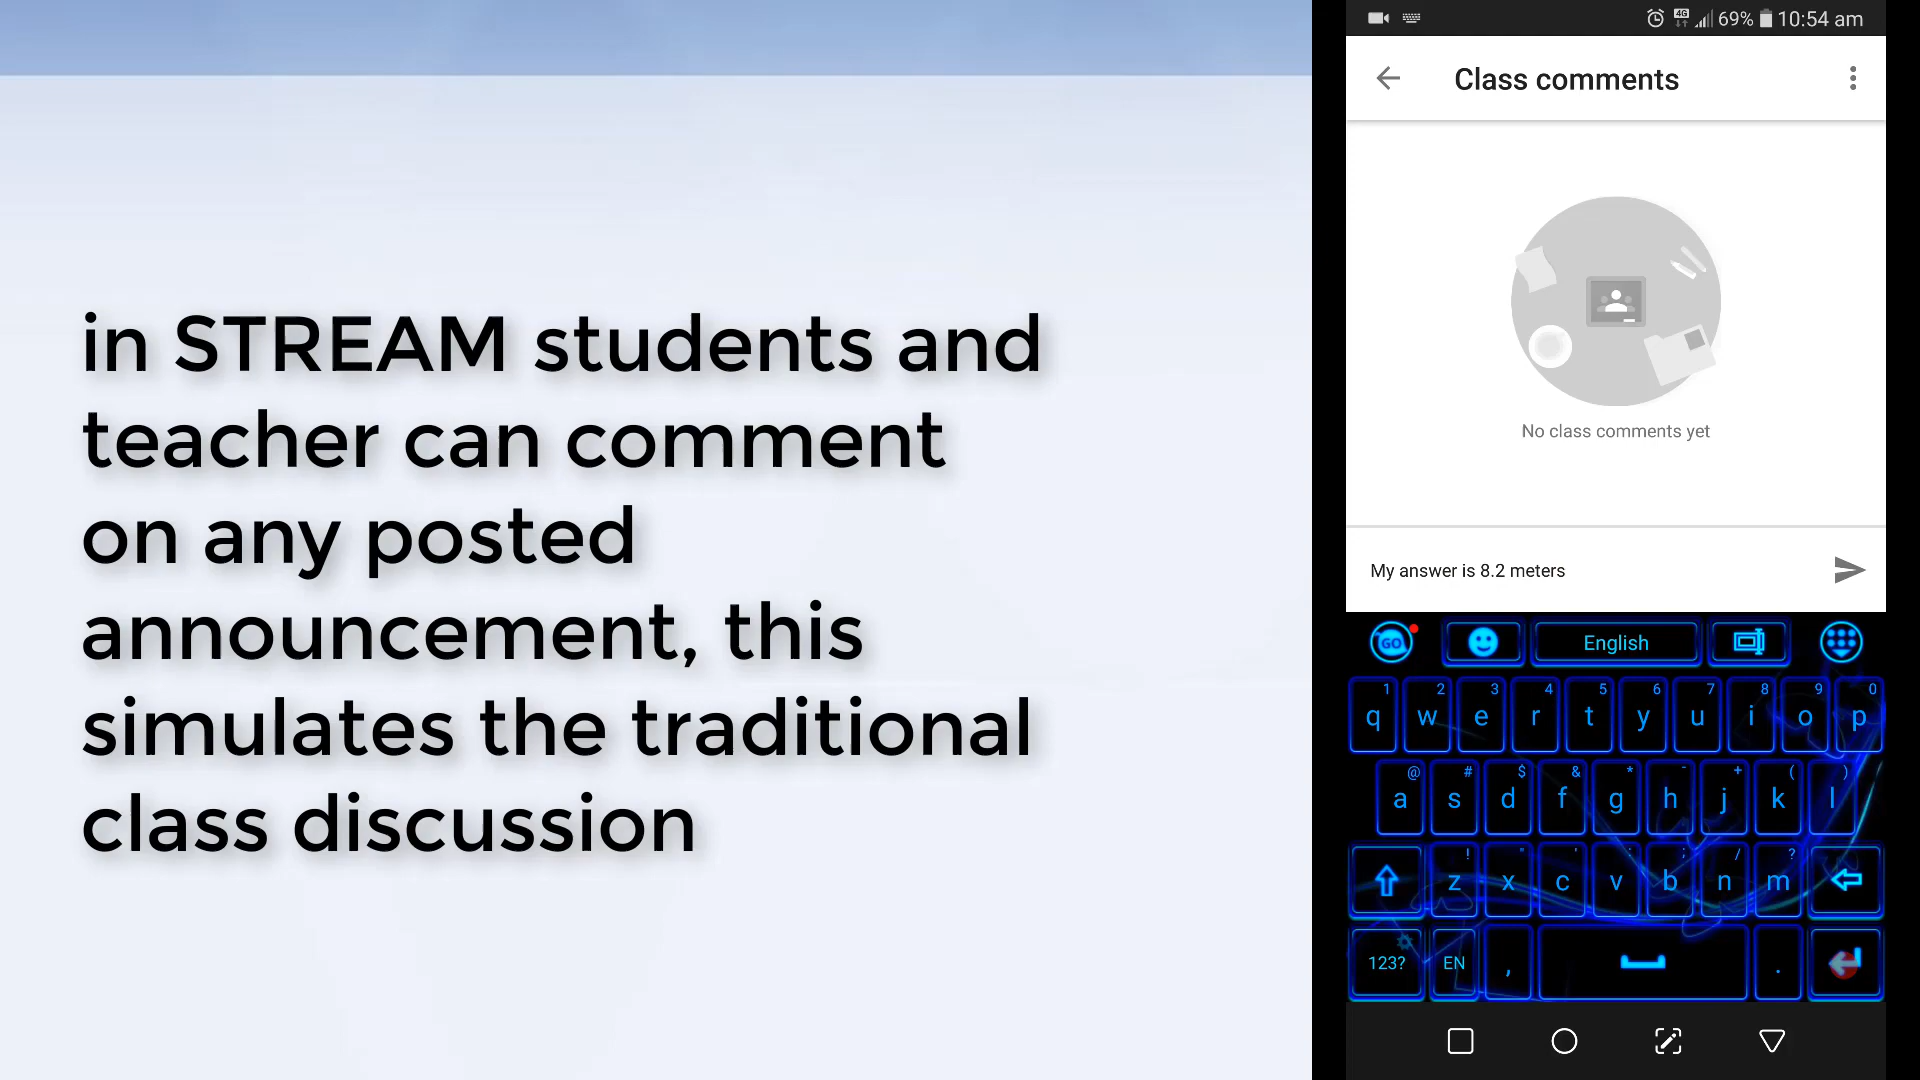 in STREAM students and
teacher can comment
on any posted
announcement, this
simulates the traditional
class discussion
4G 69% 10:54 am
Class comments
No class comments yet
My answer is 8.2 meters
GO English
1 2 3 4 5 6 7 8 9 0
q w e r t y u i o p
@ # $ & * - + ( )
a s d f g h j k l
! " ' : ; / ?
z x c v b n m
123? EN , .